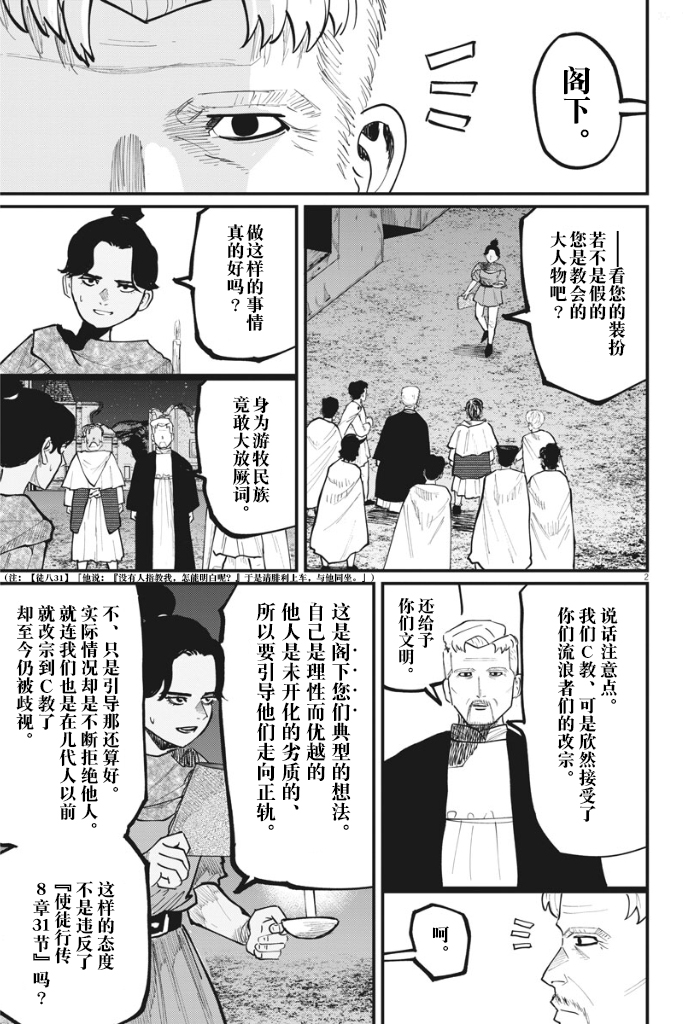 阁下。
——看您的装扮
若不是假的
您是教会的
大人物吧？
做这样的事情
真的好吗？
身为游牧民族
竟敢大放厥词。
（注：【徒八31】「他说：『没有人指教我，怎能明白呢？』于是请腓利上车，与他同坐。」）
2
说话注意点。
我们C教、可是欣然接受了
你们流浪者们的改宗。
还给予
你们文明。
呵。
这是阁下您们典型的想法。
自己是理性而优越的
他人是未开化的劣质的、
所以要引导他们走向正轨。
不、只是引导那还算好。
实际情况却是不断拒绝他人。
就连我们也是在几代人以前
就改宗到C教了
却至今仍被歧视。
这样的态度
不是违反了
『使徒行传
8章31节』吗？